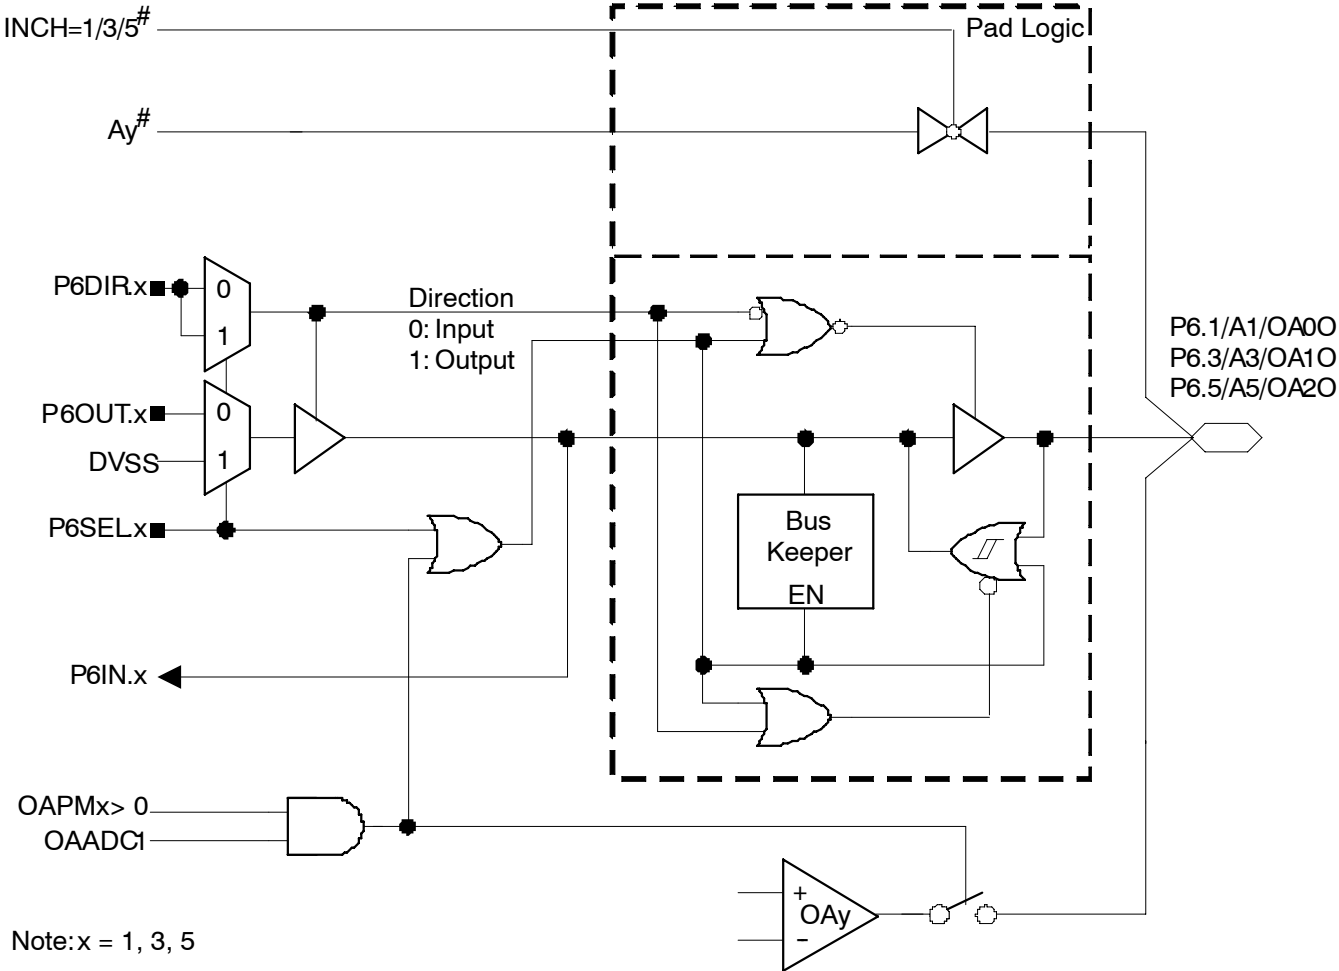 INCH=1/3/5#
Pad Logic
Ay#
P6DIR.x
0
1
Direction
0: Input
1: Output
P6.1/A1/OA0O
P6.3/A3/OA1O
P6.5/A5/OA2O
P6OUT.x
0
DVSS
1
P6SEL.x
Bus
Keeper
EN
P6IN.x
OAPMx> 0
OAADC1
+
OAy
−
Note: x = 1, 3, 5